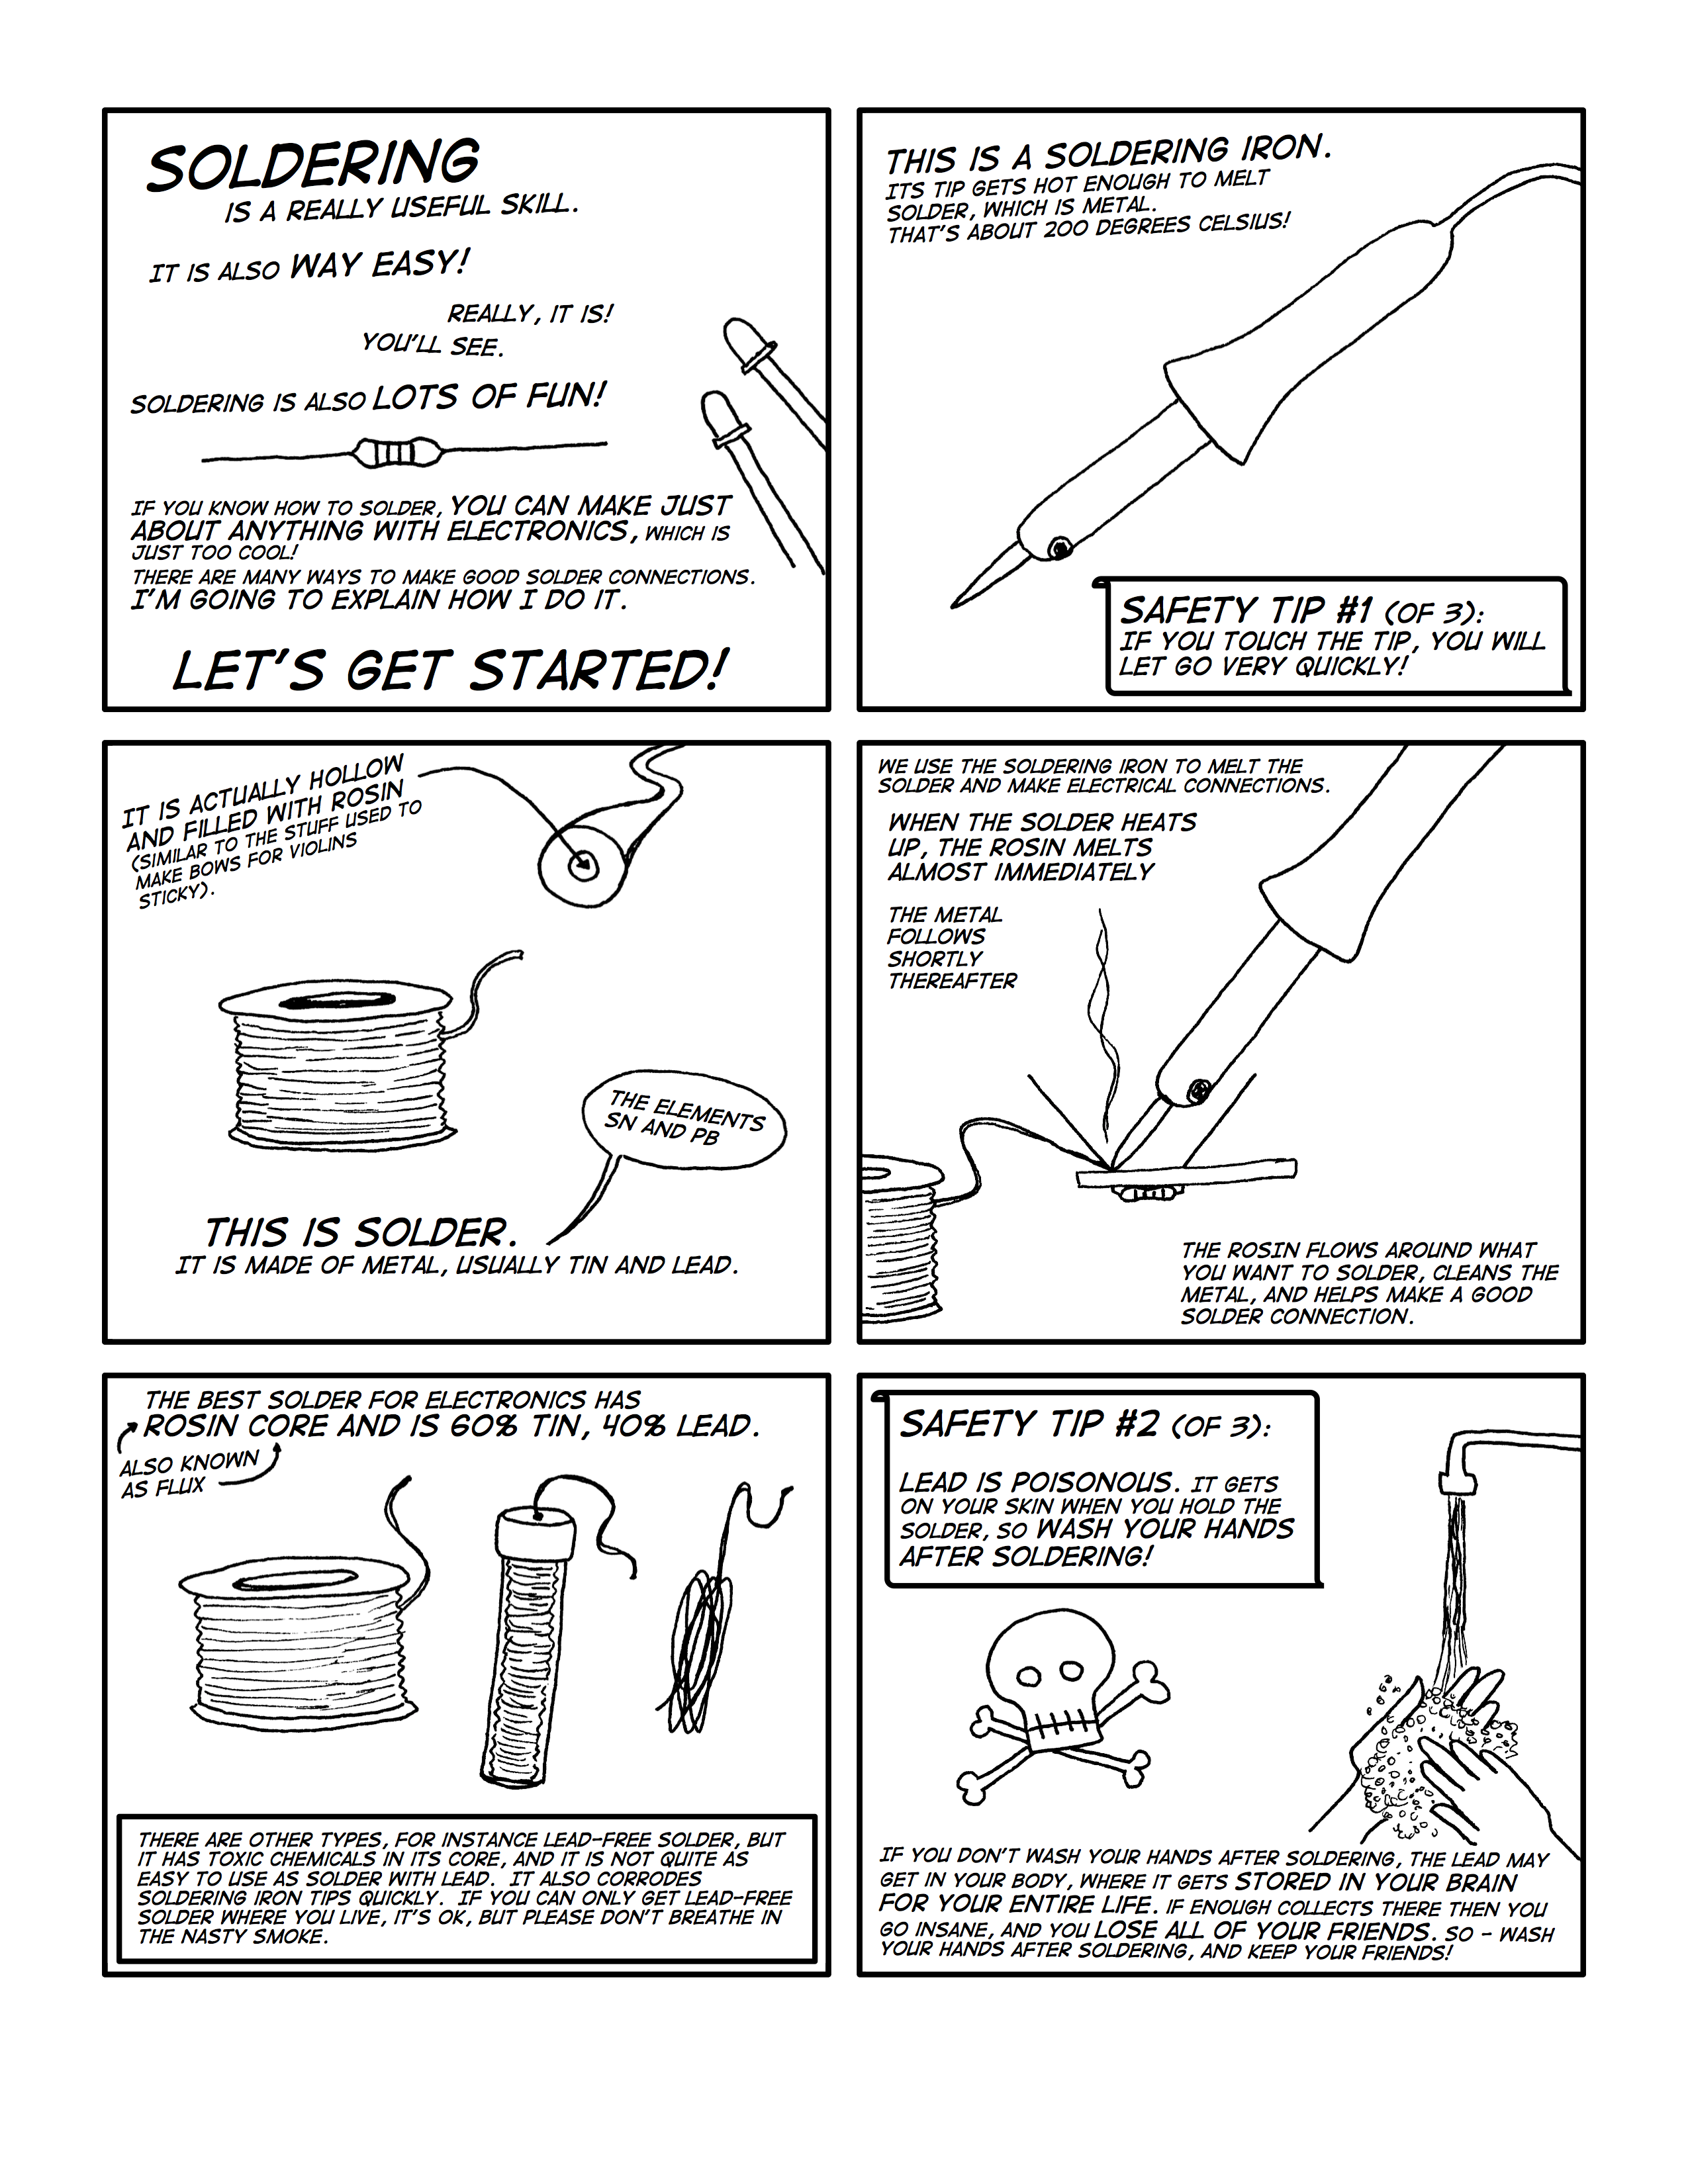 SOLDERING
IS A REALLY USEFUL SKILL.
IT IS ALSO WAY EASY!
REALLY, IT IS!
YOU'LL SEE.
SOLDERING IS ALSO LOTS OF FUN!
IF YOU KNOW HOW TO SOLDER, YOU CAN MAKE JUST
ABOUT ANYTHING WITH ELECTRONICS, WHICH IS
JUST TOO COOL!
THERE ARE MANY WAYS TO MAKE GOOD SOLDER CONNECTIONS.
I'M GOING TO EXPLAIN HOW I DO IT.
LET'S GET STARTED!
THIS IS A SOLDERING IRON.
ITS TIP GETS HOT ENOUGH TO MELT
SOLDER, WHICH IS METAL.
THAT'S ABOUT 200 DEGREES CELSIUS!
SAFETY TIP #1 (OF 3):
IF YOU TOUCH THE TIP, YOU WILL
LET GO VERY QUICKLY!
IT IS ACTUALLY HOLLOW
AND FILLED WITH ROSIN
(SIMILAR TO THE STUFF USED TO
MAKE BOWS FOR VIOLINS
STICKY).
THE ELEMENTS
SN AND PB
THIS IS SOLDER.
IT IS MADE OF METAL, USUALLY TIN AND LEAD.
WE USE THE SOLDERING IRON TO MELT THE
SOLDER AND MAKE ELECTRICAL CONNECTIONS.
WHEN THE SOLDER HEATS
UP, THE ROSIN MELTS
ALMOST IMMEDIATELY
THE METAL
FOLLOWS
SHORTLY
THEREAFTER
THE ROSIN FLOWS AROUND WHAT
YOU WANT TO SOLDER, CLEANS THE
METAL, AND HELPS MAKE A GOOD
SOLDER CONNECTION.
THE BEST SOLDER FOR ELECTRONICS HAS
ROSIN CORE AND IS 60% TIN, 40% LEAD.
ALSO KNOWN
AS FLUX
THERE ARE OTHER TYPES, FOR INSTANCE LEAD-FREE SOLDER, BUT
IT HAS TOXIC CHEMICALS IN ITS CORE, AND IT IS NOT QUITE AS
EASY TO USE AS SOLDER WITH LEAD. IT ALSO CORRODES
SOLDERING IRON TIPS QUICKLY. IF YOU CAN ONLY GET LEAD-FREE
SOLDER WHERE YOU LIVE, IT'S OK, BUT PLEASE DON'T BREATHE IN
THE NASTY SMOKE.
SAFETY TIP #2 (OF 3):
LEAD IS POISONOUS. IT GETS
ON YOUR SKIN WHEN YOU HOLD THE
SOLDER, SO WASH YOUR HANDS
AFTER SOLDERING!
IF YOU DON'T WASH YOUR HANDS AFTER SOLDERING, THE LEAD MAY
GET IN YOUR BODY, WHERE IT GETS STORED IN YOUR BRAIN
FOR YOUR ENTIRE LIFE. IF ENOUGH COLLECTS THERE THEN YOU
GO INSANE, AND YOU LOSE ALL OF YOUR FRIENDS. SO - WASH
YOUR HANDS AFTER SOLDERING, AND KEEP YOUR FRIENDS!